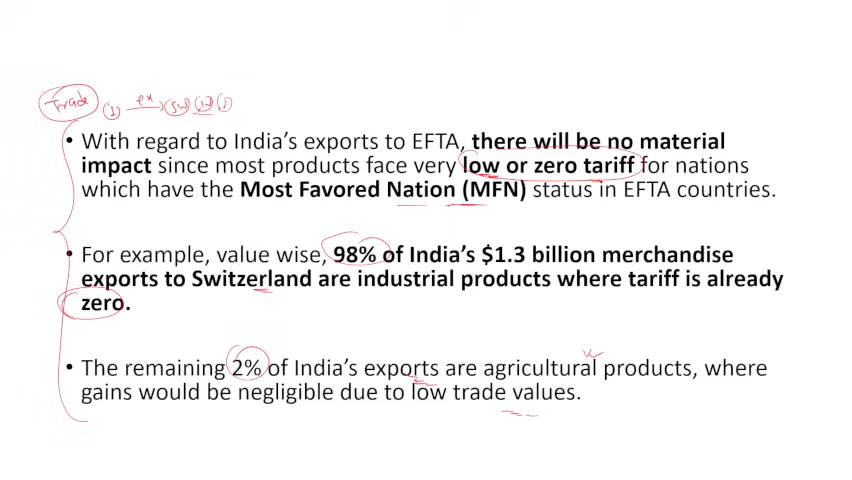 Trade
• With regard to India's exports to EFTA, there will be no material
impact since most products face very low or zero tariff for nations
which have the Most Favored Nation (MFN) status in EFTA countries.
• For example, value wise, 98% of India's $1.3 billion merchandise
exports to Switzerland are industrial products where tariff is already
zero.
• The remaining 2% of India's exports are agricultural products, where
gains would be negligible due to low trade values.